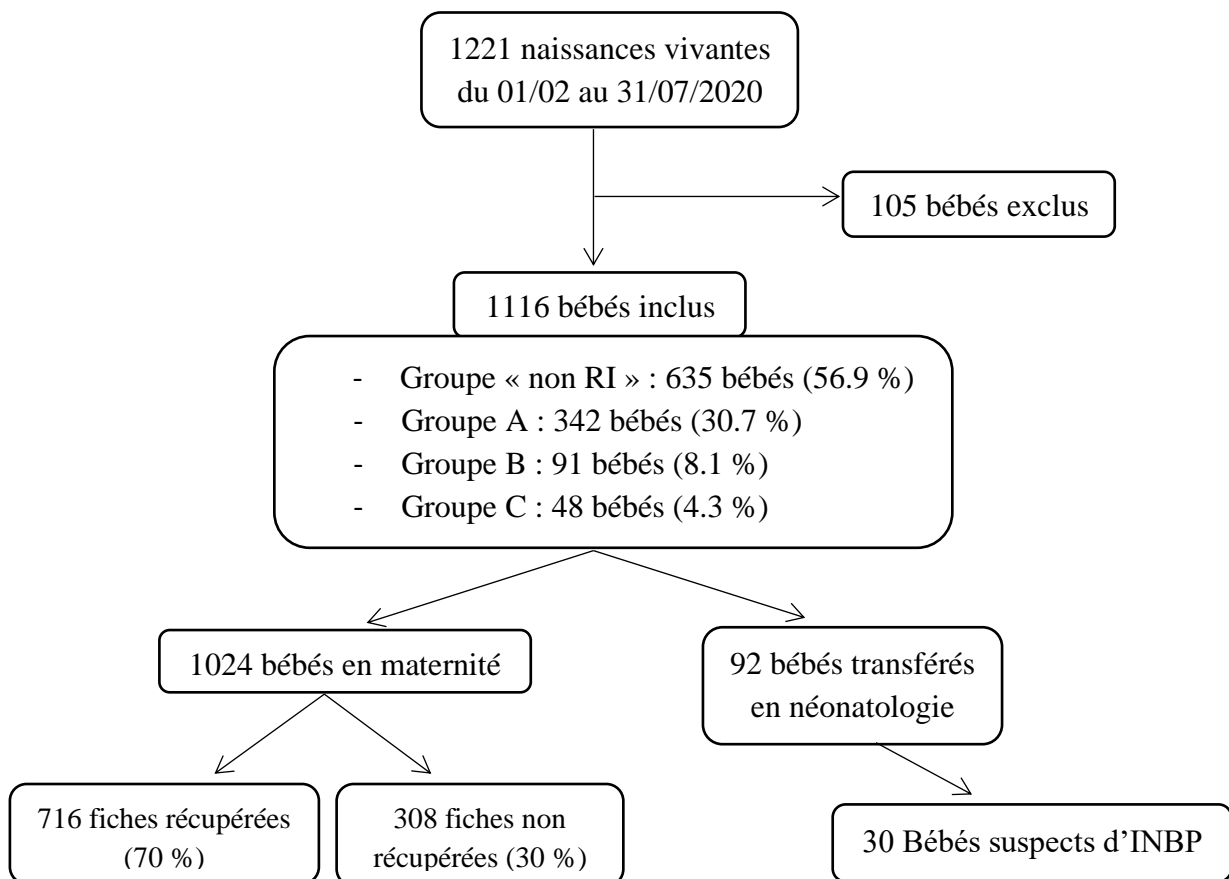 1221 naissances vivantes
du 01/02 au 31/07/2020
105 bébés exclus
1116 bébés inclus
- Groupe « non RI » : 635 bébés (56.9 %)
- Groupe A : 342 bébés (30.7 %)
- Groupe B : 91 bébés (8.1 %)
- Groupe C : 48 bébés (4.3 %)
1024 bébés en maternité
92 bébés transférés
en néonatologie
716 fiches récupérées
(70 %)
308 fiches non
récupérées (30 %)
30 Bébés suspects d’INBP